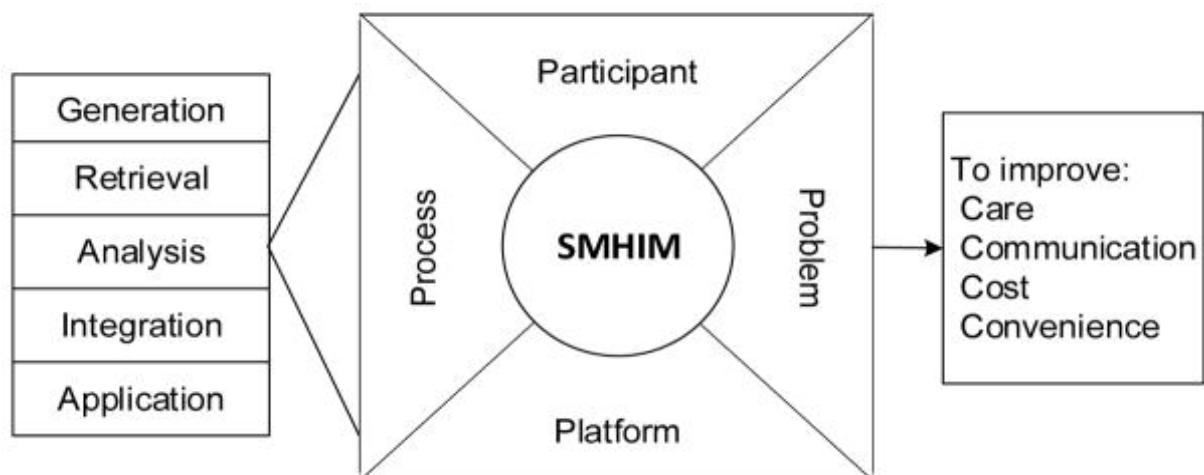 Generation
Retrieval
Analysis
Integration
Application
Participant
Process
SMHIM
Problem
Platform
To improve:
Care
Communication
Cost
Convenience